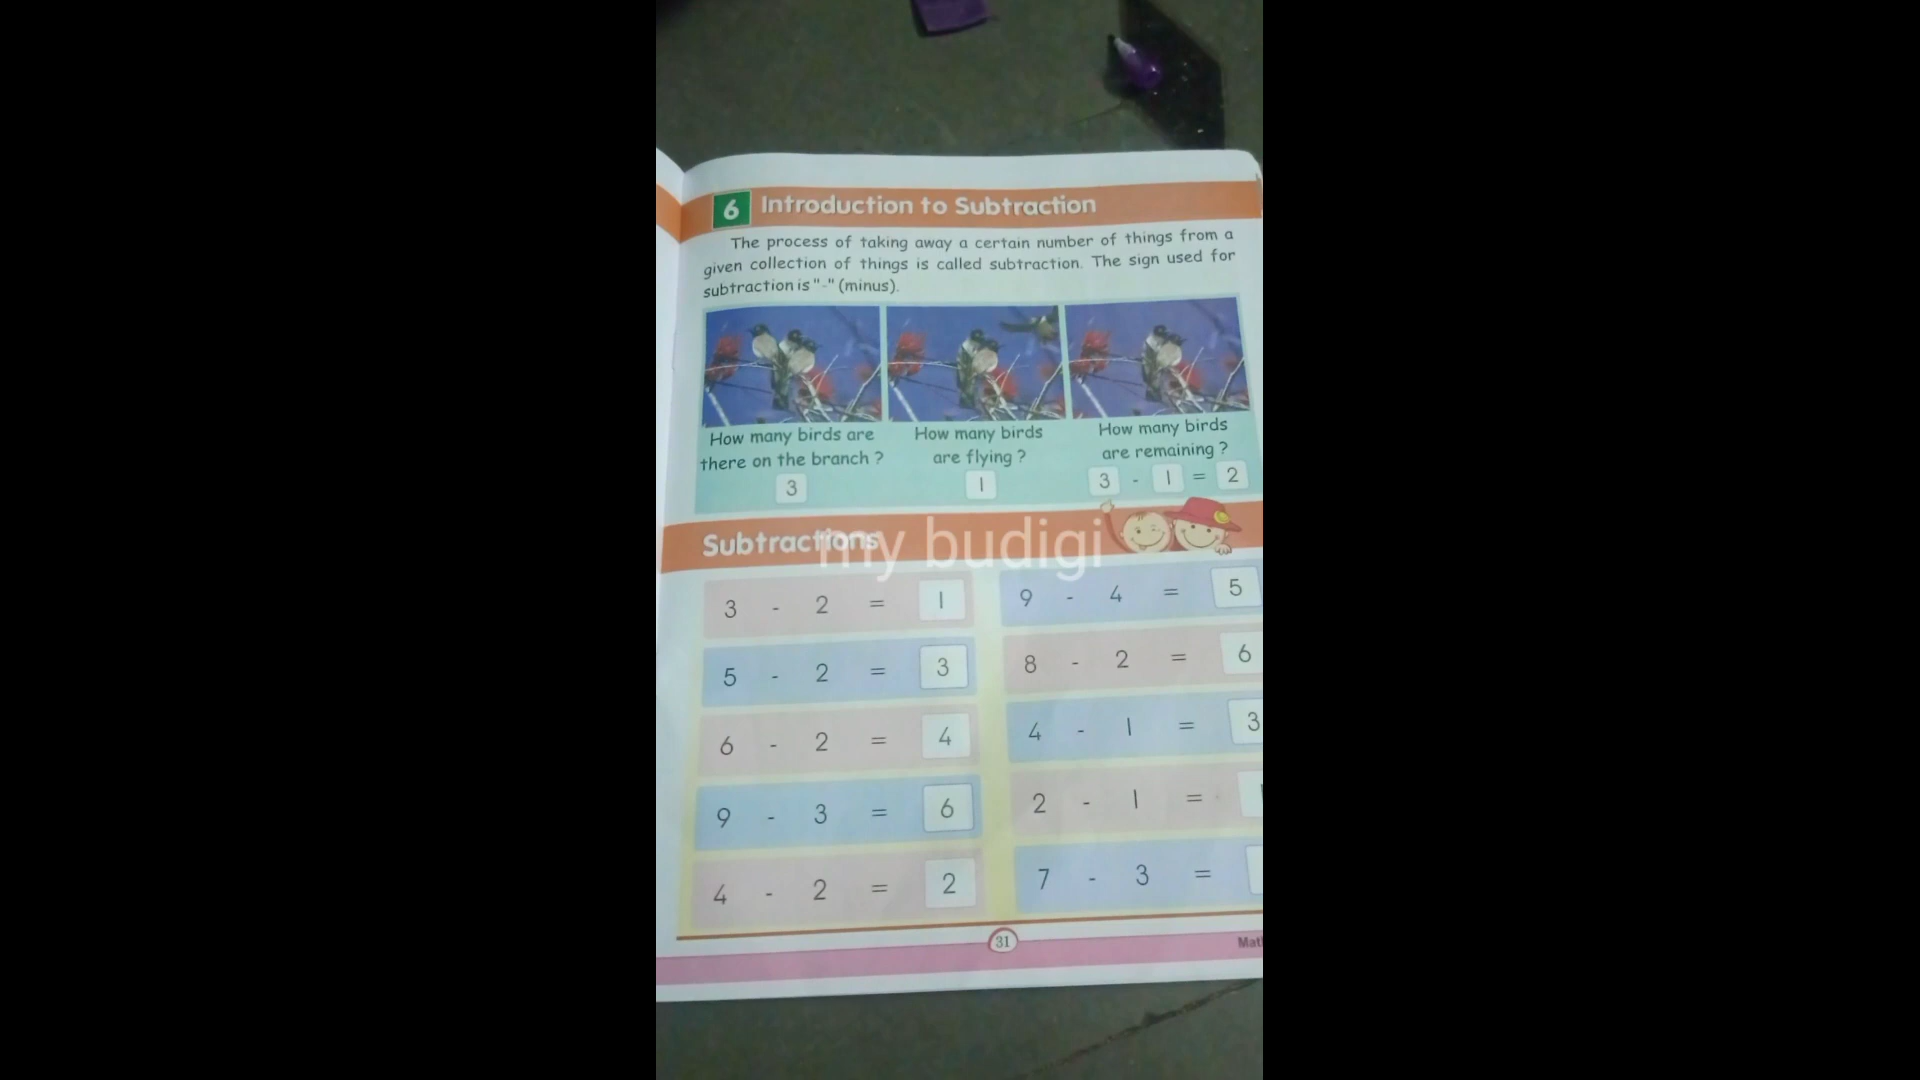 6 Introduction to Subtraction
The process of taking away a certain number of things from a
given collection of things is called subtraction. The sign used for
subtraction is "-" (minus).
How many birds are
there on the branch ?
3
How many birds
are flying ?
1
How many birds
are remaining ?
3 - 1 = 2
Subtractions
my budigi
3 - 2 = 1
5 - 2 = 3
6 - 2 = 4
9 - 3 = 6
4 - 2 = 2
9 - 4 = 5
8 - 2 = 6
4 - 1 = 3
2 - 1 =
7 - 3 =
31